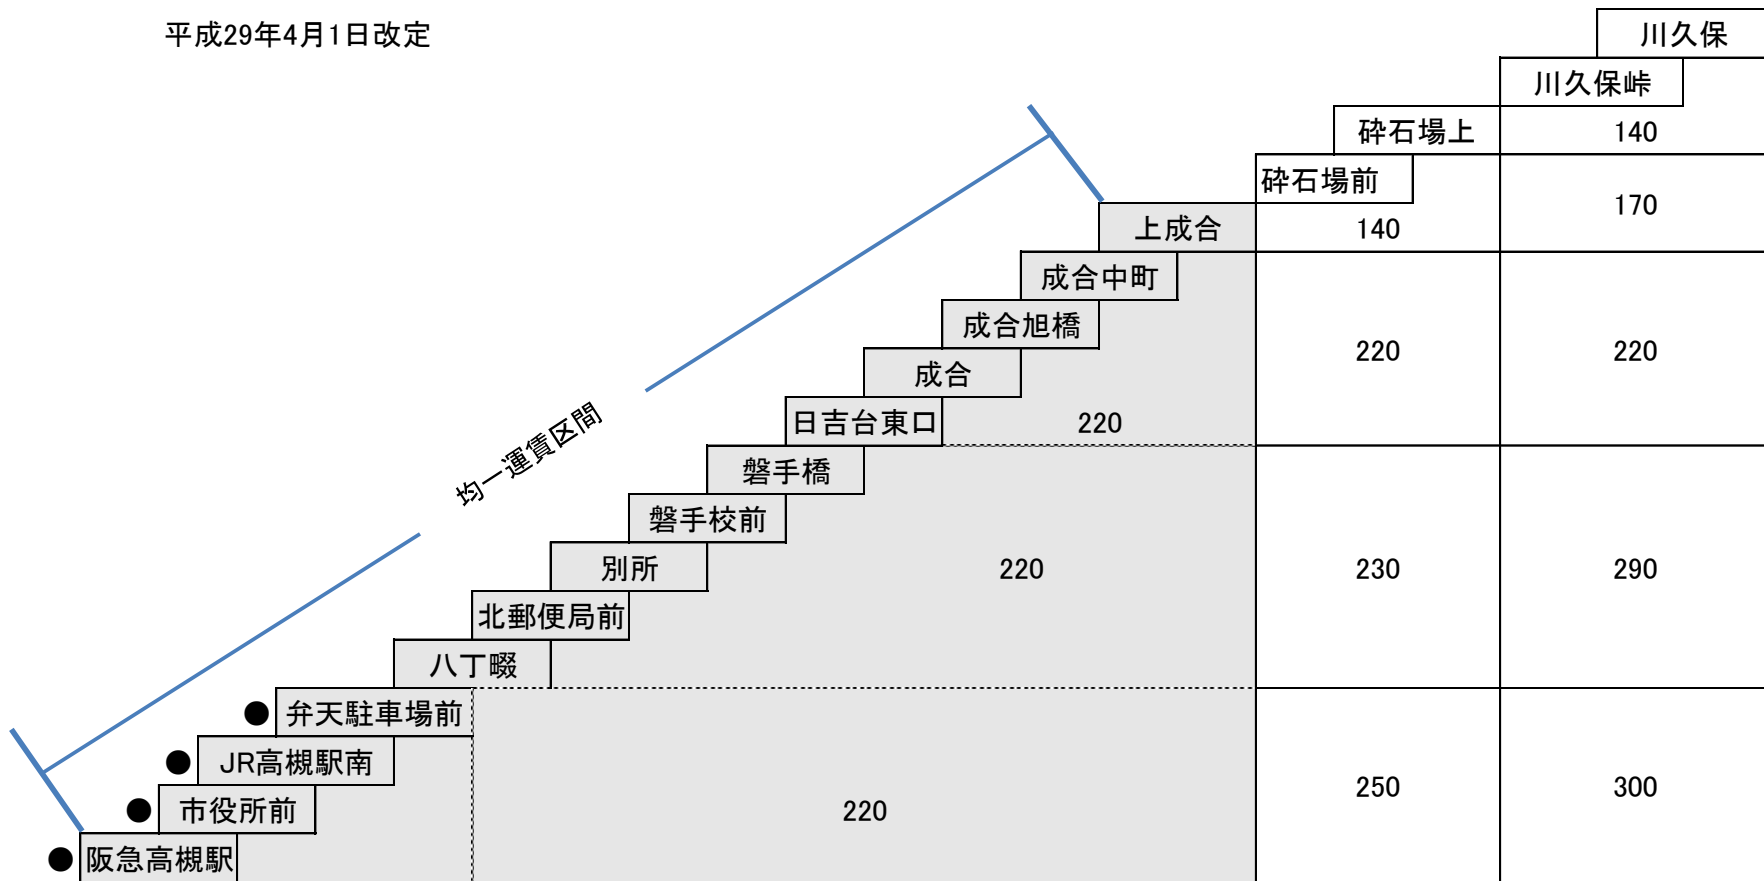 平成29年4月1日改定
川久保
川久保峠
砕石場上
140
砕石場前
170
上成合
140
成合中町
成合旭橋
220
220
成合
日吉台東口
220
均一運賃区間
磐手橋
磐手校前
別所
220
230
290
北郵便局前
八丁畷
●
弁天駐車場前
●
JR高槻駅南
250
300
●
市役所前
220
●
阪急高槻駅